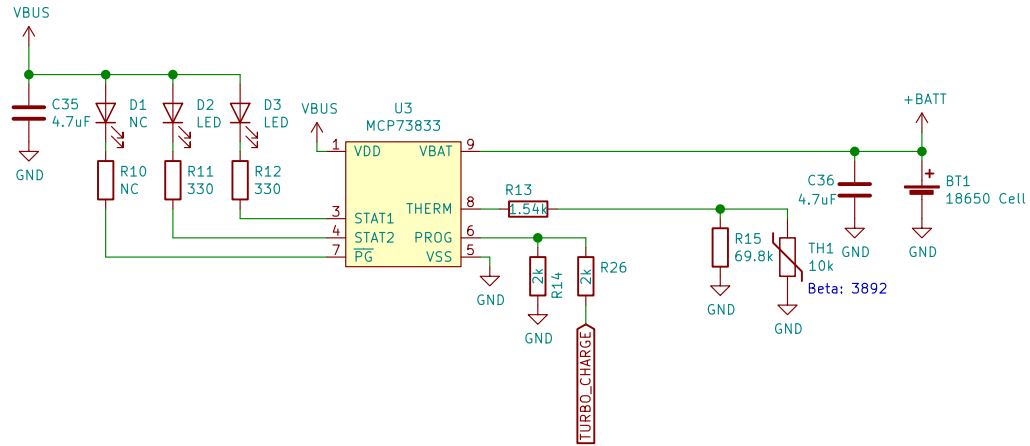 VBUS
C35
4.7uF
GND
D1
NC
D2
LED
D3
LED
R10
NC
R11
330
R12
330
VBUS
U3
MCP73833
1
VDD
VBAT
9
THERM
8
3
STAT1
4
STAT2
PROG
6
7
PG
VSS
5
GND
R13
1.54k
2k
R14
GND
2k
R26
TURBO_CHARGE
R15
69.8k
GND
TH1
10k
Beta: 3892
GND
C36
4.7uF
GND
+BATT
+
BT1
18650 Cell
GND